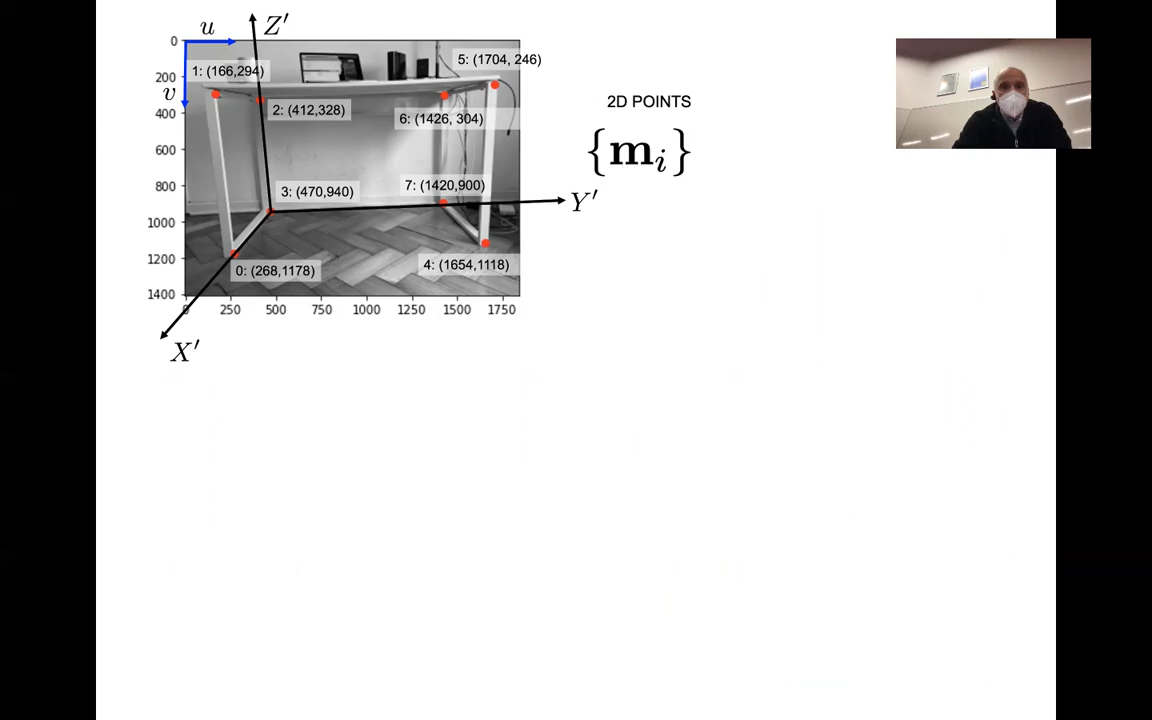 u
Z′
0
200
400
600
800
1000
1200
1400
v
1: (166,294)
5: (1704, 246)
2: (412,328)
6: (1426, 304)
3: (470,940)
7: (1420,900)
Y′
0: (268,1178)
4: (1654,1118)
0 250 500 750 1000 1250 1500 1750
X′
2D POINTS
{m_i}